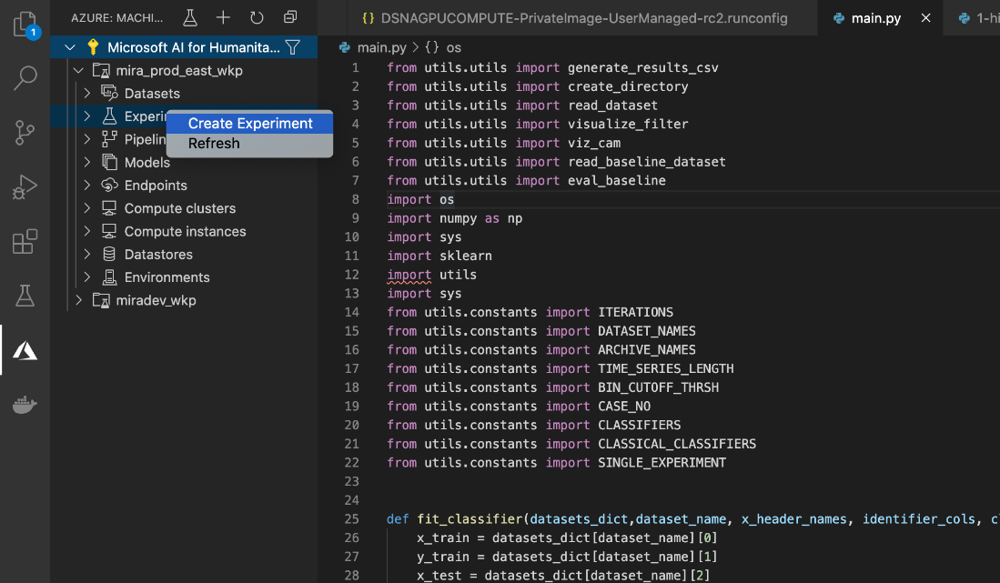 AZURE: MACHI...
1
Microsoft AI for Humanita...
mira_prod_east_wkp
Datasets
Experi
Create Experiment
Refresh
Pipelin
Models
Endpoints
Compute clusters
Compute instances
Datastores
Environments
miradev_wkp
{} DSNAGPUCOMPUTE-PrivateImage-UserManaged-rc2.runconfig
main.py
1-hi
main.py > {} os
1 from utils.utils import generate_results_csv
2 from utils.utils import create_directory
3 from utils.utils import read_dataset
4 from utils.utils import visualize_filter
5 from utils.utils import viz_cam
6 from utils.utils import read_baseline_dataset
7 from utils.utils import eval_baseline
8 import os
9 import numpy as np
10 import sys
11 import sklearn
12 import utils
13 import sys
14 from utils.constants import ITERATIONS
15 from utils.constants import DATASET_NAMES
16 from utils.constants import ARCHIVE_NAMES
17 from utils.constants import TIME_SERIES_LENGTH
18 from utils.constants import BIN_CUTOFF_THRSH
19 from utils.constants import CASE_NO
20 from utils.constants import CLASSIFIERS
21 from utils.constants import CLASSICAL_CLASSIFIERS
22 from utils.constants import SINGLE_EXPERIMENT
23
24
25 def fit_classifier(datasets_dict,dataset_name, x_header_names, identifier_cols, c
26 x_train = datasets_dict[dataset_name][0]
27 y_train = datasets_dict[dataset_name][1]
28 x_test = datasets_dict[dataset_name][2]